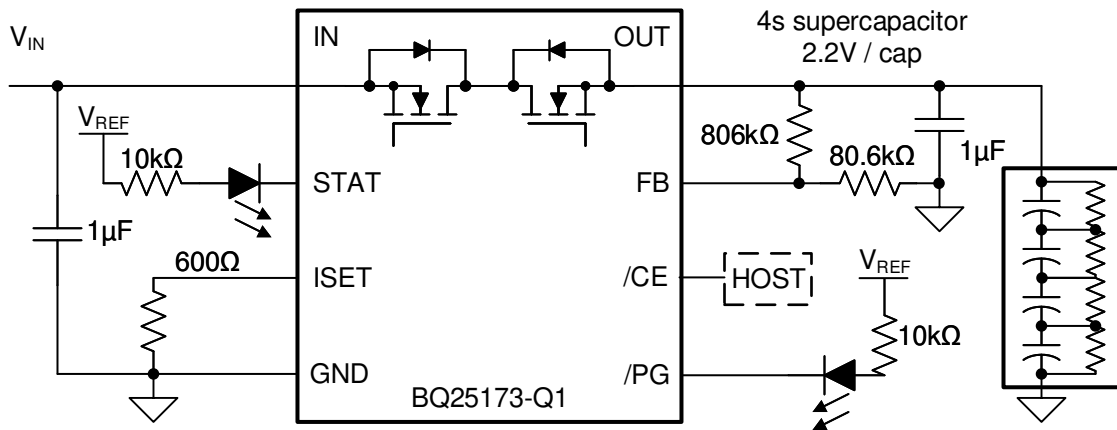 4s supercapacitor
2.2V / cap
V_IN
IN
OUT
V_REF
10kΩ
806kΩ
80.6kΩ
1µF
STAT
FB
1µF
600Ω
ISET
/CE
HOST
V_REF
10kΩ
GND
/PG
BQ25173-Q1